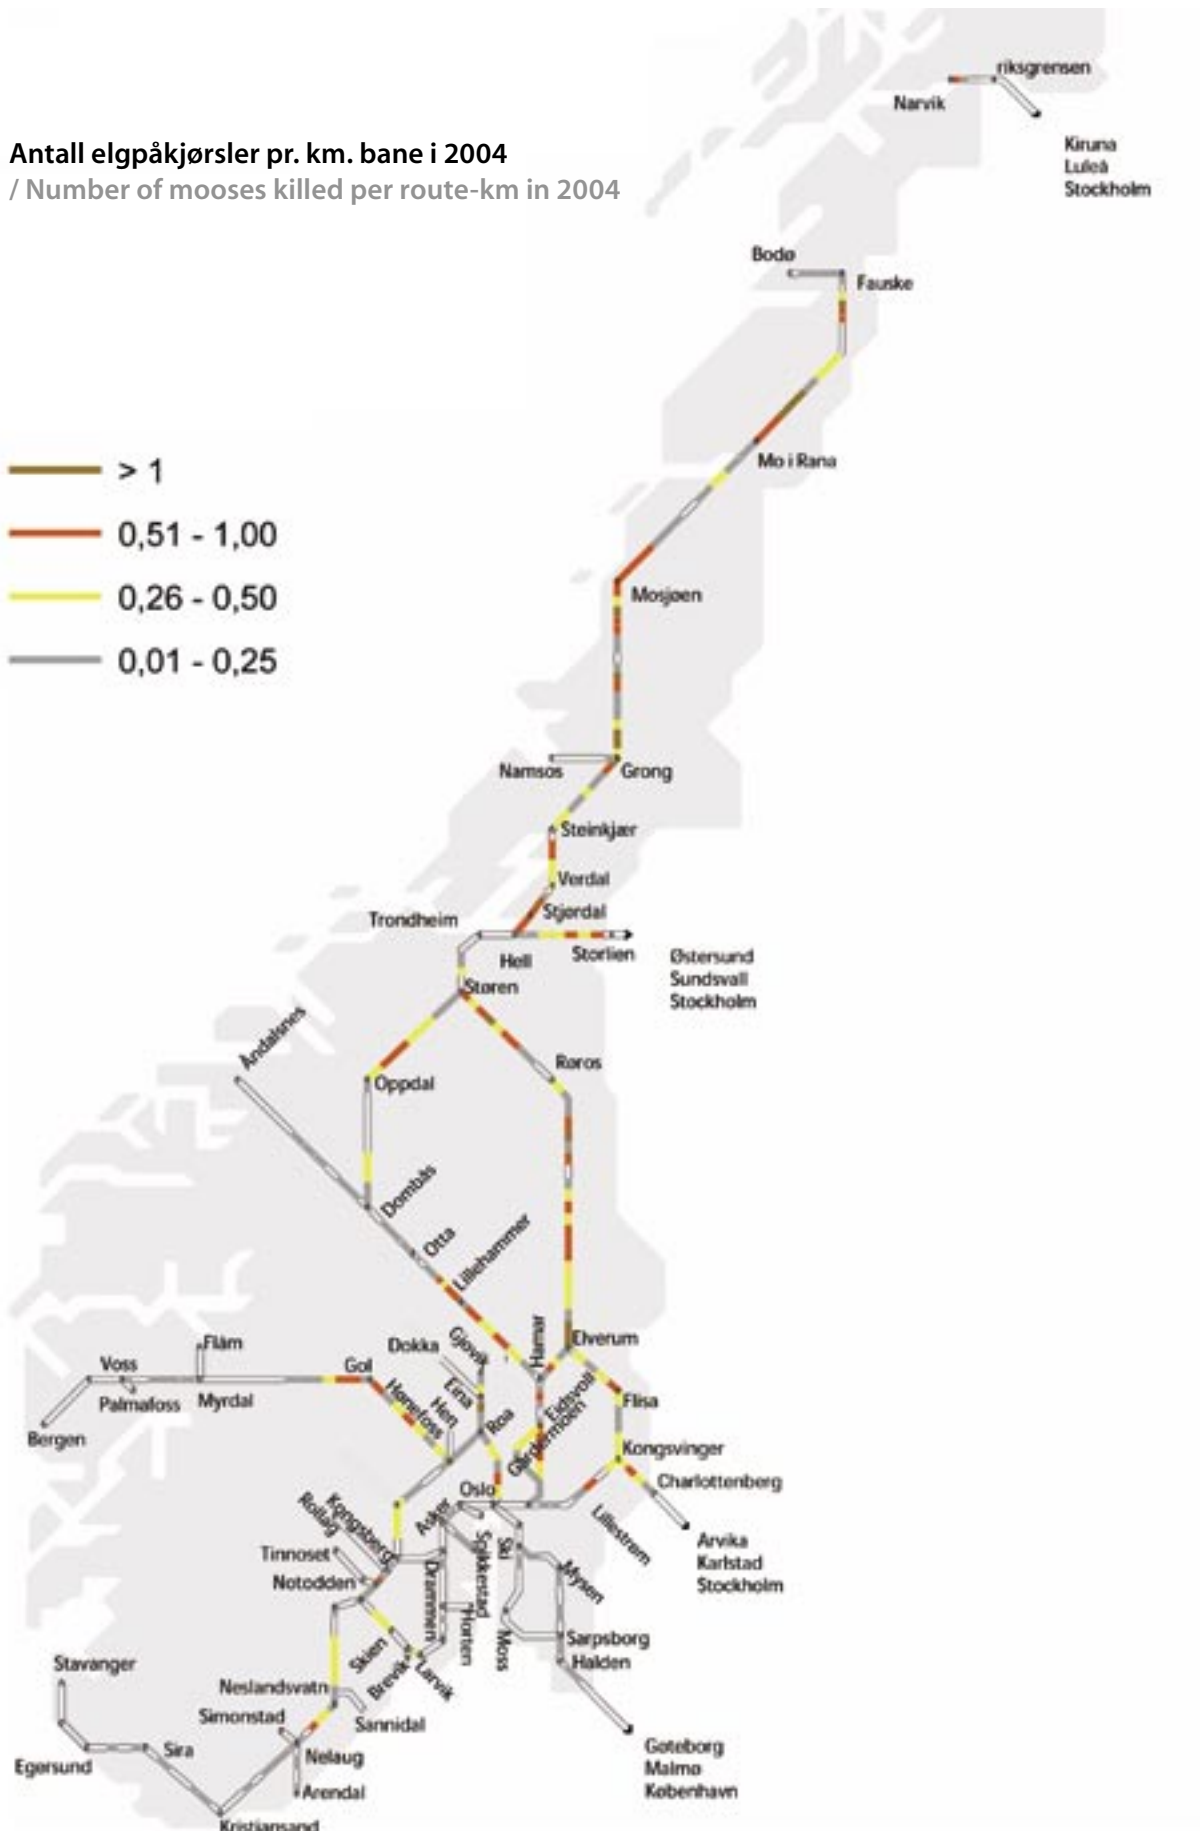 Antall elgpåkjørsler pr. km. bane i 2004
/ Number of mooses killed per route-km in 2004
> 1
0,51 - 1,00
0,26 - 0,50
0,01 - 0,25
riksgrensen
Narvik
Kiruna
Luleå
Stockholm
Bodø
Fauske
Mo i Rana
Mosjøen
Namsos
Grong
Steinkjær
Verdal
Stjørdal
Trondheim
Hell
Storlien
Østersund
Sundsvall
Stockholm
Støren
Åndalsnes
Oppdal
Røros
Dombås
Otta
Lillehammer
Hamar
Elverum
Gjøvik
Dokka
Eina
Flåm
Voss
Gol
Palmafoss
Myrdal
Bergen
Hønefoss
Hen
Roa
Eidsvoll
Gardermoen
Flisa
Kongsvinger
Charlottenberg
Oslo
Lillestrøm
Arvika
Karlstad
Stockholm
Asker
Spikkestad
Ski
Mysen
Kongsberg
Rollag
Tinnoset
Notodden
Drammen
Horten
Moss
Sarpsborg
Halden
Skien
Brevik
Larvik
Stavanger
Neslandsvatn
Simonstad
Sannidal
Egersund
Sira
Nelaug
Arendal
Kristiansand
Gøteborg
Malmø
København